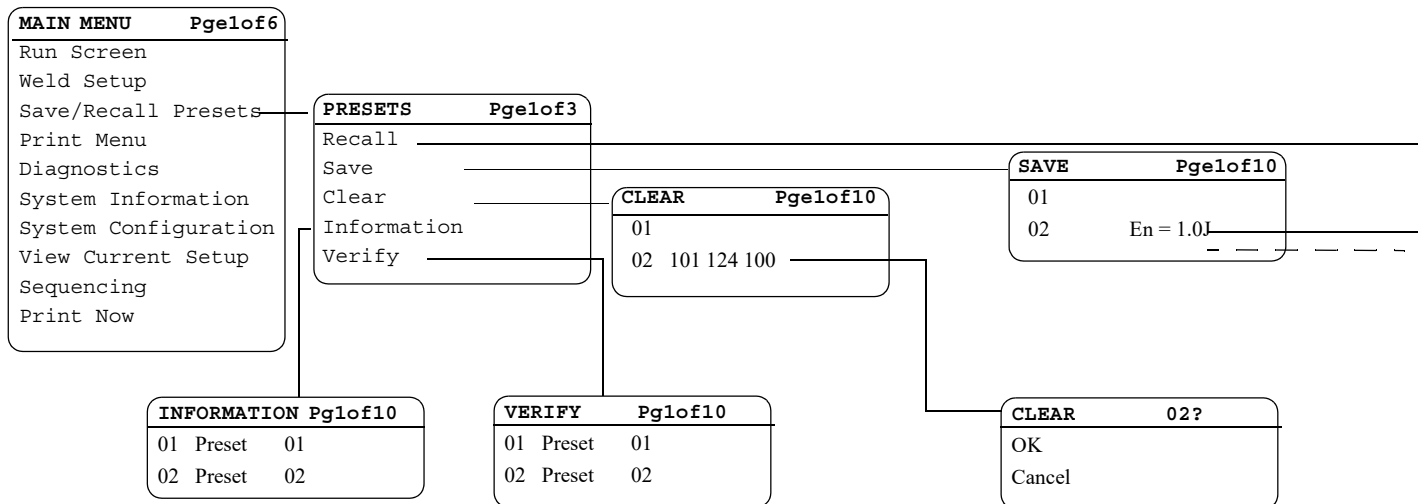 MAIN MENU Pge1of6
Run Screen
Weld Setup
Save/Recall Presets
Print Menu
Diagnostics
System Information
System Configuration
View Current Setup
Sequencing
Print Now
PRESETS Pge1of3
Recall
Save
Clear
Information
Verify
CLEAR Pge1of10
01
02 101 124 100
SAVE Pge1of10
01
02 En = 1.0J
INFORMATION Pg1of10
01 Preset 01
02 Preset 02
VERIFY Pg1of10
01 Preset 01
02 Preset 02
CLEAR 02?
OK
Cancel